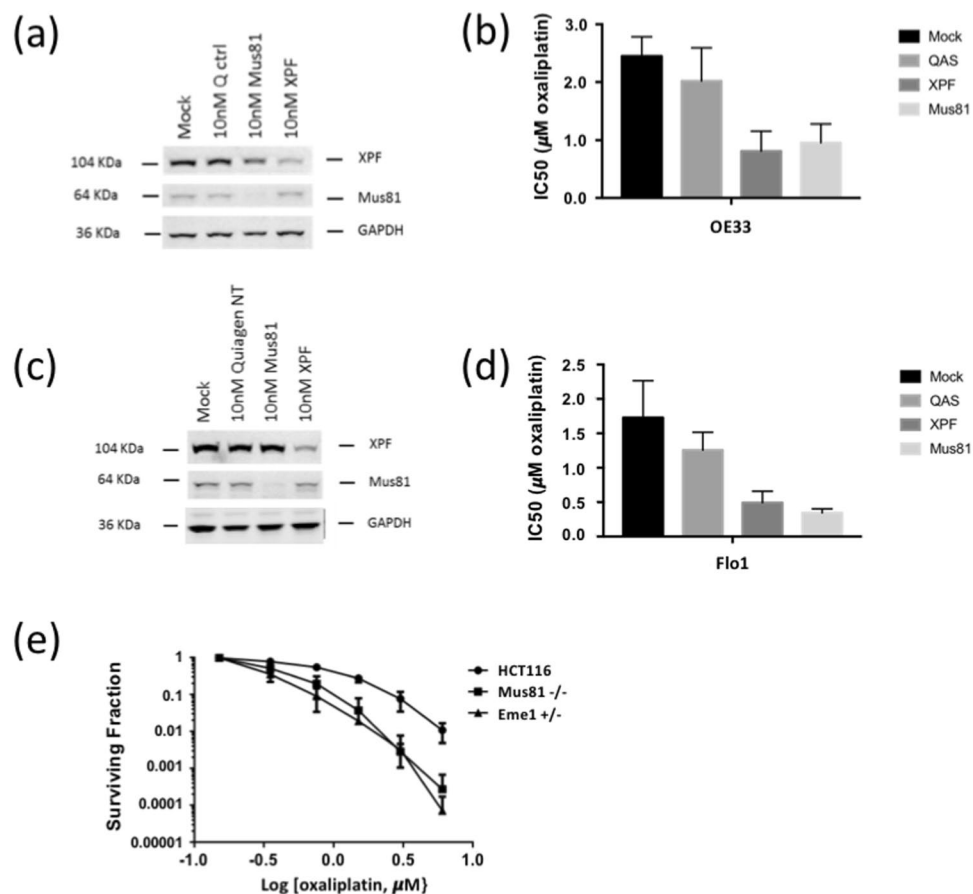 (a)
Mock
10nM Q ctrl
10nM Mus81
10nM XPF
104 KDa
XPF
64 KDa
Mus81
36 KDa
GAPDH
(b)
IC50 (µM oxaliplatin)
3.0
2.0
1.0
0.0
OE33
Mock
QAS
XPF
Mus81
(c)
Mock
10nM Quiagen NT
10nM Mus81
10nM XPF
104 KDa
XPF
64 KDa
Mus81
36 KDa
GAPDH
(d)
IC50 (µM oxaliplatin)
2.5
2.0
1.5
1.0
0.5
0.0
Flo1
Mock
QAS
XPF
Mus81
(e)
Surviving Fraction
1
0.1
0.01
0.001
0.0001
0.00001
-1.0 -0.5 0.0 0.5 1.0
Log [oxaliplatin, µM}
HCT116
Mus81 -/-
Eme1 +/-